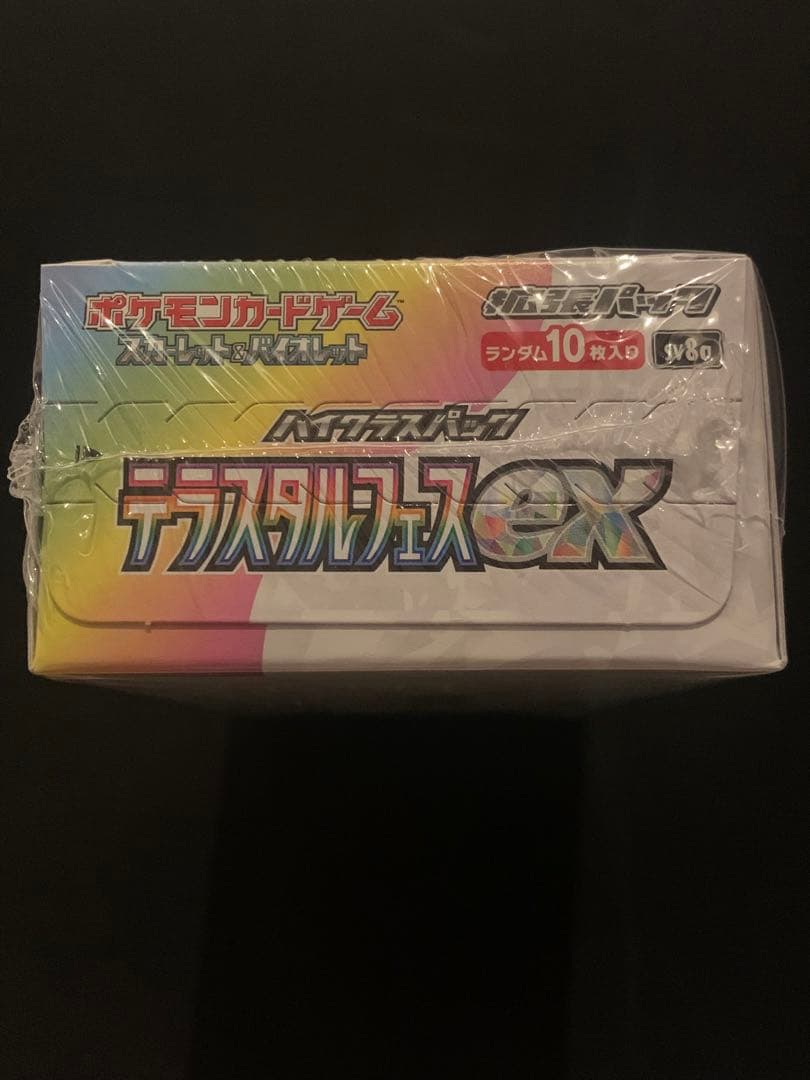 ポケモンカードゲーム™
スカーレット&バイオレット
拡張パック
ランダム10枚入り
sv8a
ハイクラスパック
テラスタルフェスex